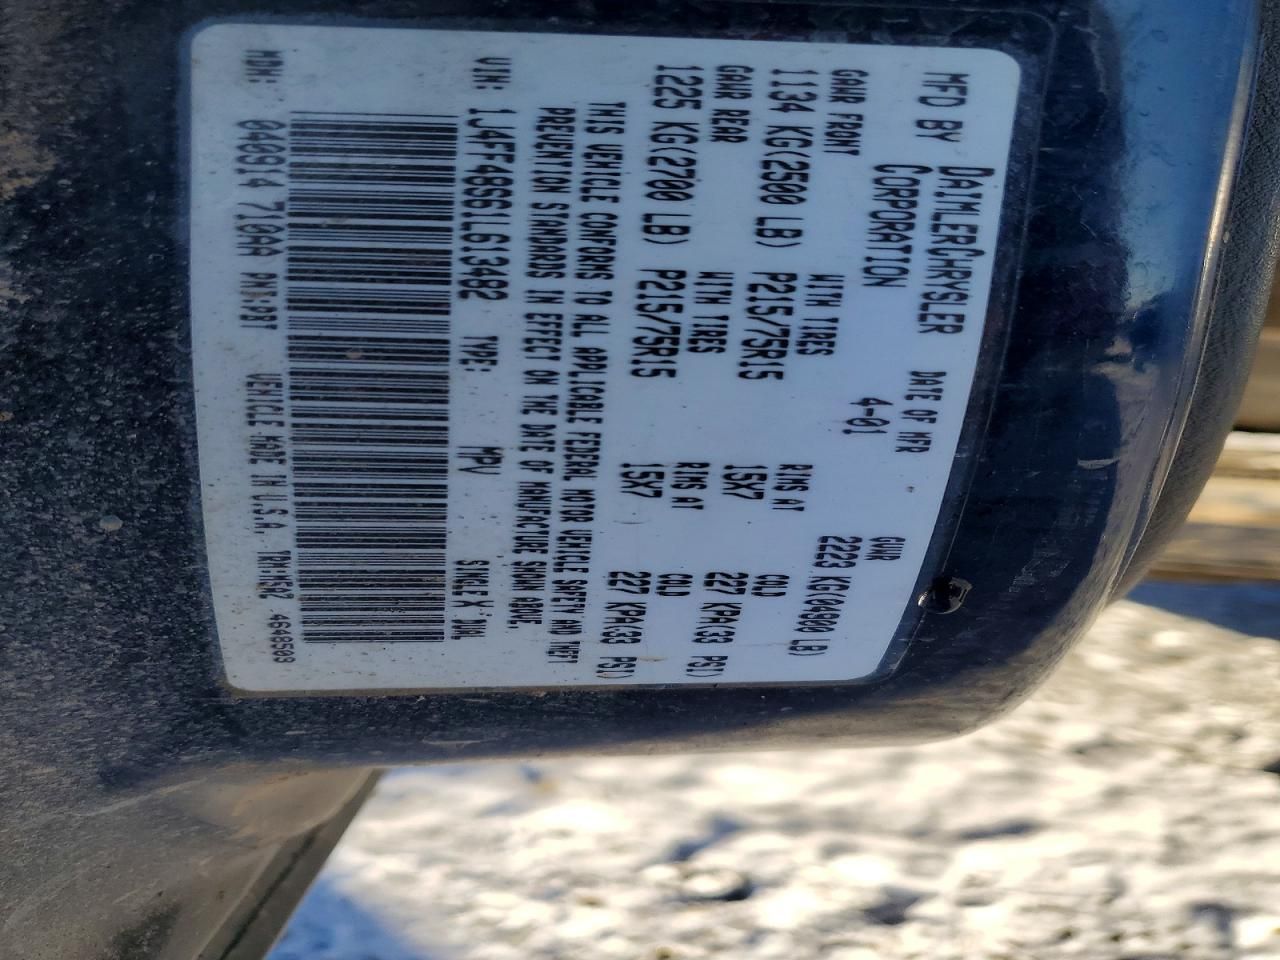 MFD BY DAIMLERCHRYSLER CORPORATION
DATE OF MFR 4-01
GVWR 2223 KG(4900 LB)
GAWR FRONT WITH TIRES RIMS AT COLD
1134 KG(2500 LB) P215/75R15 15X7 227 KPA(33 PSI)
GAWR REAR WITH TIRES RIMS AT COLD
1225 KG(2700 LB) P215/75R15 15X7 227 KPA(33 PSI)
THIS VEHICLE CONFORMS TO ALL APPLICABLE FEDERAL MOTOR VEHICLE SAFETY AND THEFT
PREVENTION STANDARDS IN EFFECT ON THE DATE OF MANUFACTURE SHOWN ABOVE.
VIN: 1J4FF48S61L613482 TYPE: MPV SINGLE X DUAL
MDH: 040914 710AA PNT:PBT VEHICLE MADE IN U.S.A. 4649503